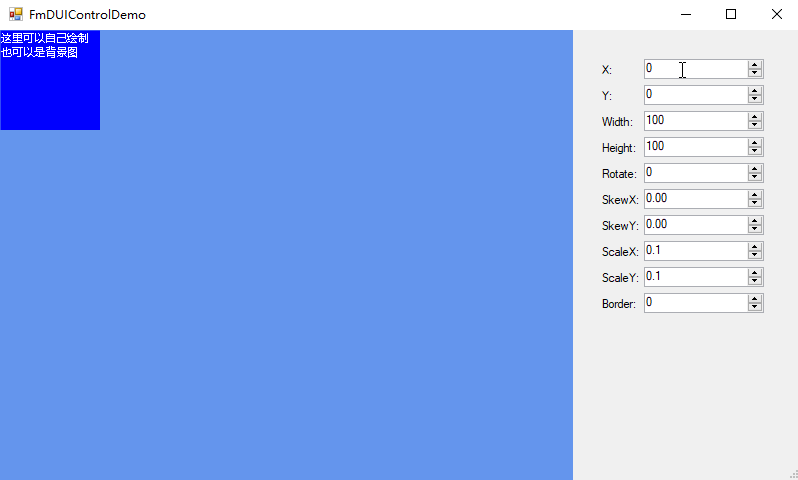 FmDUIControlDemo
这里可以自己绘制
也可以是背景图
X: 0
Y: 0
Width: 100
Height: 100
Rotate: 0
SkewX: 0.00
SkewY: 0.00
ScaleX: 0.1
ScaleY: 0.1
Border: 0